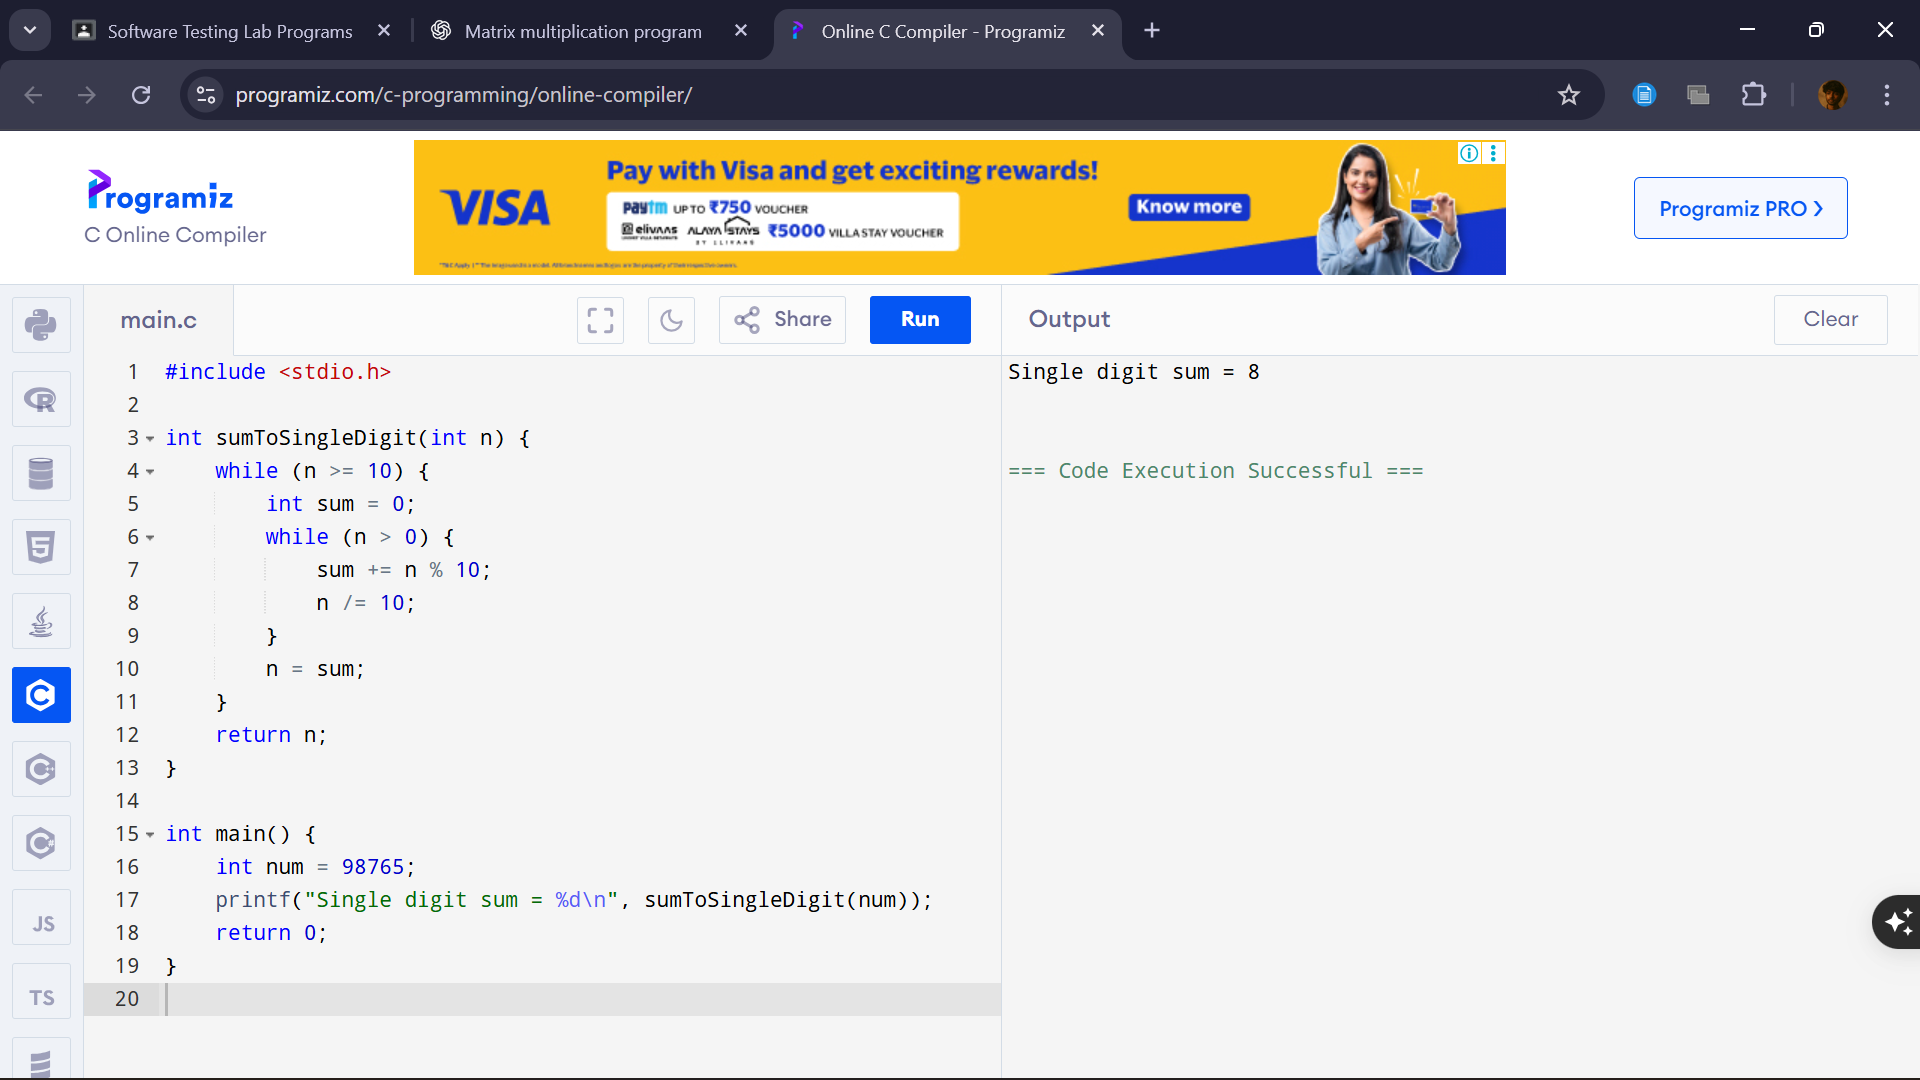 Software Testing Lab Programs
Matrix multiplication program
Online C Compiler - Programiz
programiz.com/c-programming/online-compiler/
Programiz
C Online Compiler
VISA
Pay with Visa and get exciting rewards!
paytm UP TO ₹750 VOUCHER
elivaas ALAYA STAYS BY ELIVAAS ₹5000 VILLA STAY VOUCHER
Know more
Programiz PRO
main.c
Share
Run
Output
Clear
1 #include <stdio.h>
2
3 int sumToSingleDigit(int n) {
4     while (n >= 10) {
5         int sum = 0;
6         while (n > 0) {
7             sum += n % 10;
8             n /= 10;
9         }
10         n = sum;
11     }
12     return n;
13 }
14
15 int main() {
16     int num = 98765;
17     printf("Single digit sum = %d\n", sumToSingleDigit(num));
18     return 0;
19 }
20
Single digit sum = 8
=== Code Execution Successful ===
JS
TS